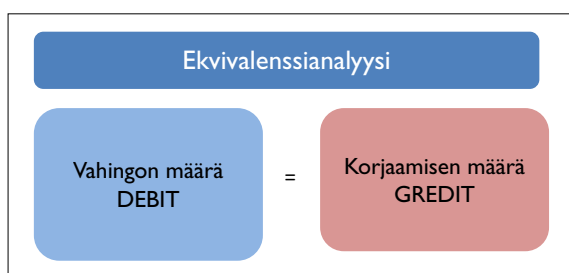 Ekvivalenssianalyysi
Vahingon määrä
DEBIT
=
Korjaamisen määrä
GREDIT